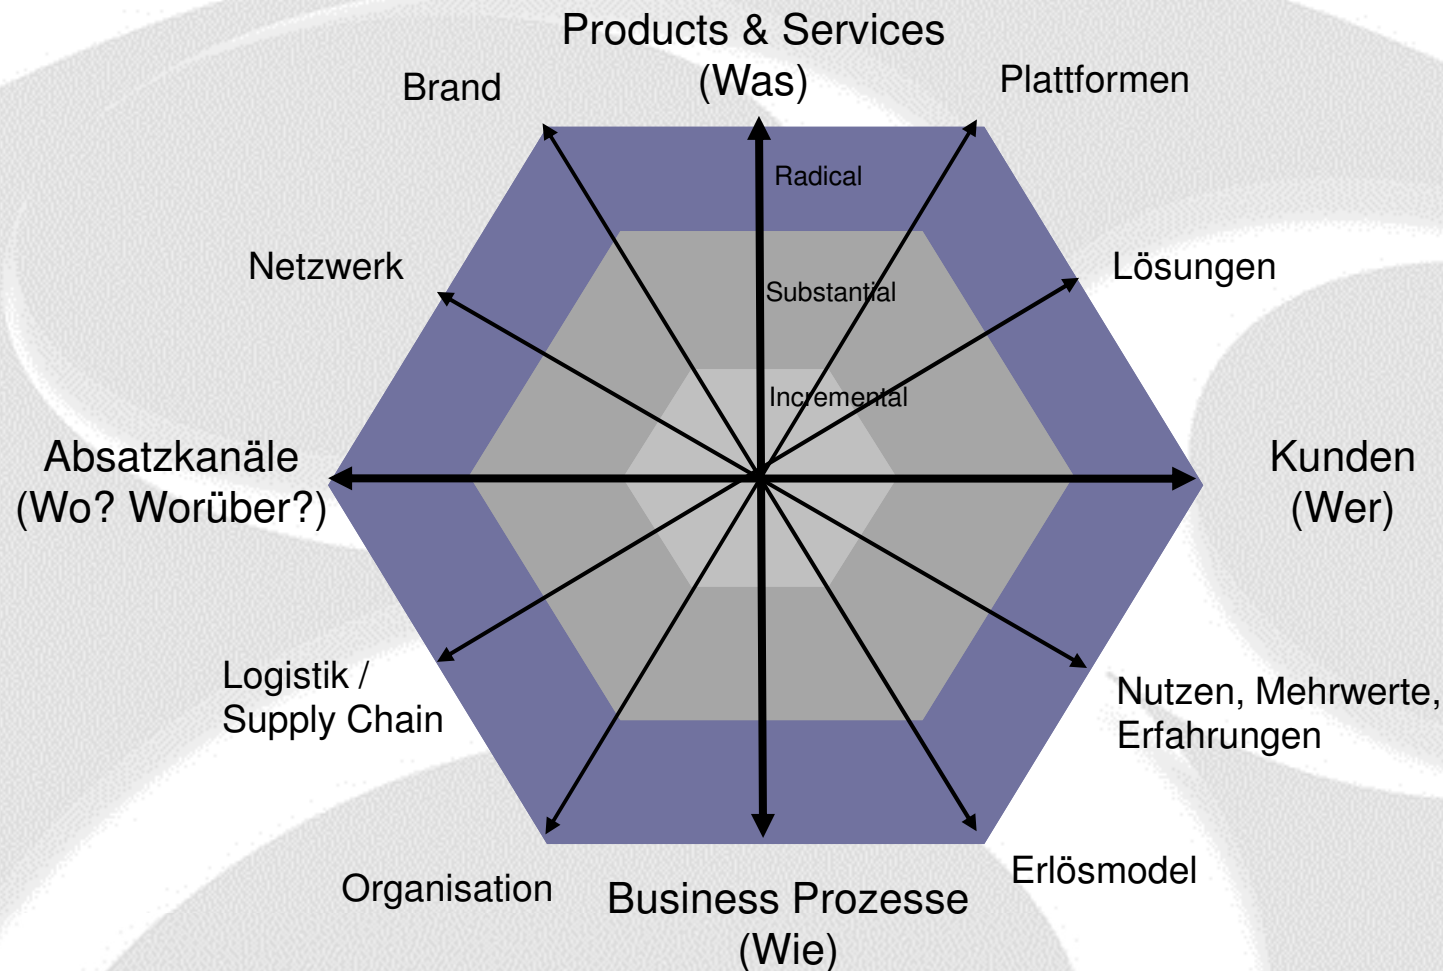 Products & Services
(Was)
Brand
Plattformen
Radical
Netzwerk
Lösungen
Substantial
Incremental
Absatzkanäle
(Wo? Worüber?)
Kunden
(Wer)
Logistik /
Supply Chain
Nutzen, Mehrwerte,
Erfahrungen
Organisation
Business Prozesse
(Wie)
Erlösmodel